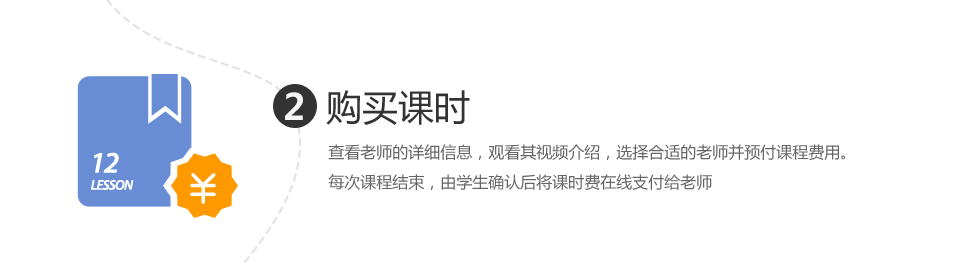 12
LESSON
¥
2 购买课时
查看老师的详细信息，观看其视频介绍，选择合适的老师并预付课程费用。
每次课程结束，由学生确认后将课时费在线支付给老师